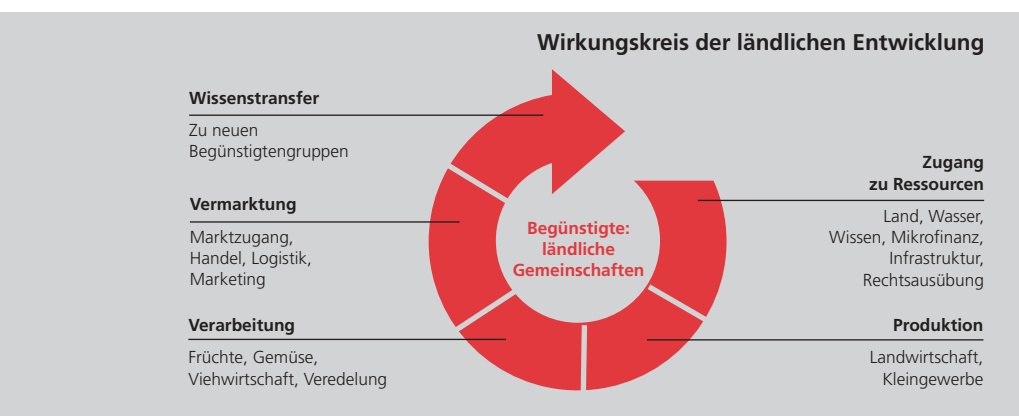 Wirkungskreis der ländlichen Entwicklung
Wissenstransfer
Zu neuen
Begünstigtengruppen
Vermarktung
Marktzugang,
Handel, Logistik,
Marketing
Verarbeitung
Früchte, Gemüse,
Viehwirtschaft, Veredelung
Begünstigte:
ländliche
Gemeinschaften
Zugang
zu Ressourcen
Land, Wasser,
Wissen, Mikrofinanz,
Infrastruktur,
Rechtsausübung
Produktion
Landwirtschaft,
Kleingewerbe